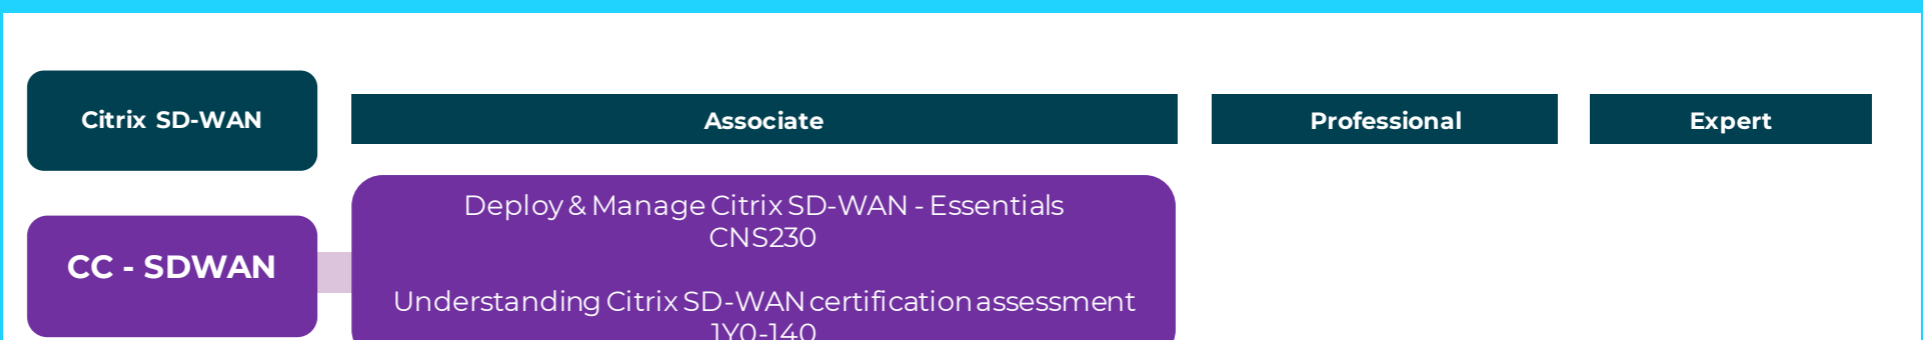 Citrix SD-WAN
Associate
Professional
Expert
CC - SDWAN
Deploy & Manage Citrix SD-WAN - Essentials
CNS230
Understanding Citrix SD-WAN certification assessment
1Y0-140